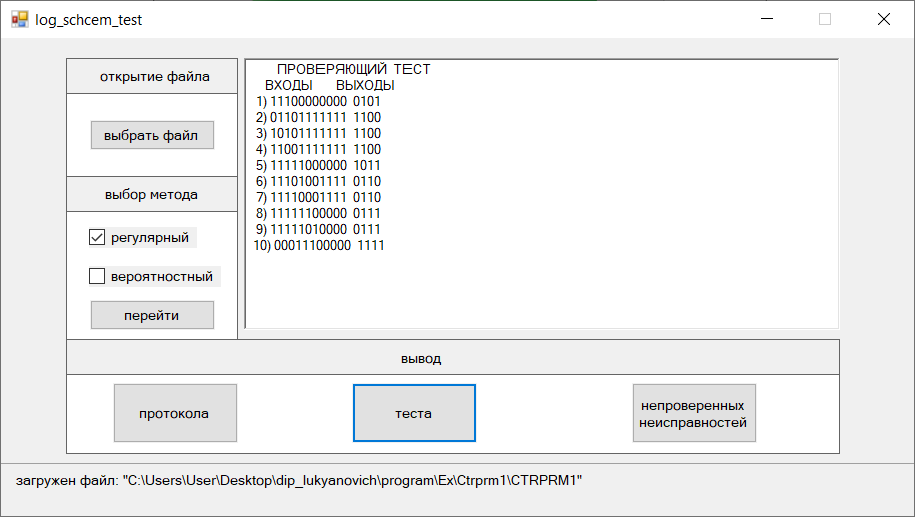 log_schcem_test
открытие файла
выбрать файл
выбор метода
регулярный
вероятностный
перейти
ПРОВЕРЯЮЩИЙ ТЕСТ
ВХОДЫ ВЫХОДЫ
1) 11100000000 0101
2) 01101111111 1100
3) 10101111111 1100
4) 11001111111 1100
5) 11111000000 1011
6) 11101001111 0110
7) 11110001111 0110
8) 11111100000 0111
9) 11111010000 0111
10) 00011100000 1111
вывод
протокола
теста
непроверенных
неисправностей
загружен файл: "C:\Users\User\Desktop\dip_lukyanovich\program\Ex\Ctrprm1\CTRPRM1"